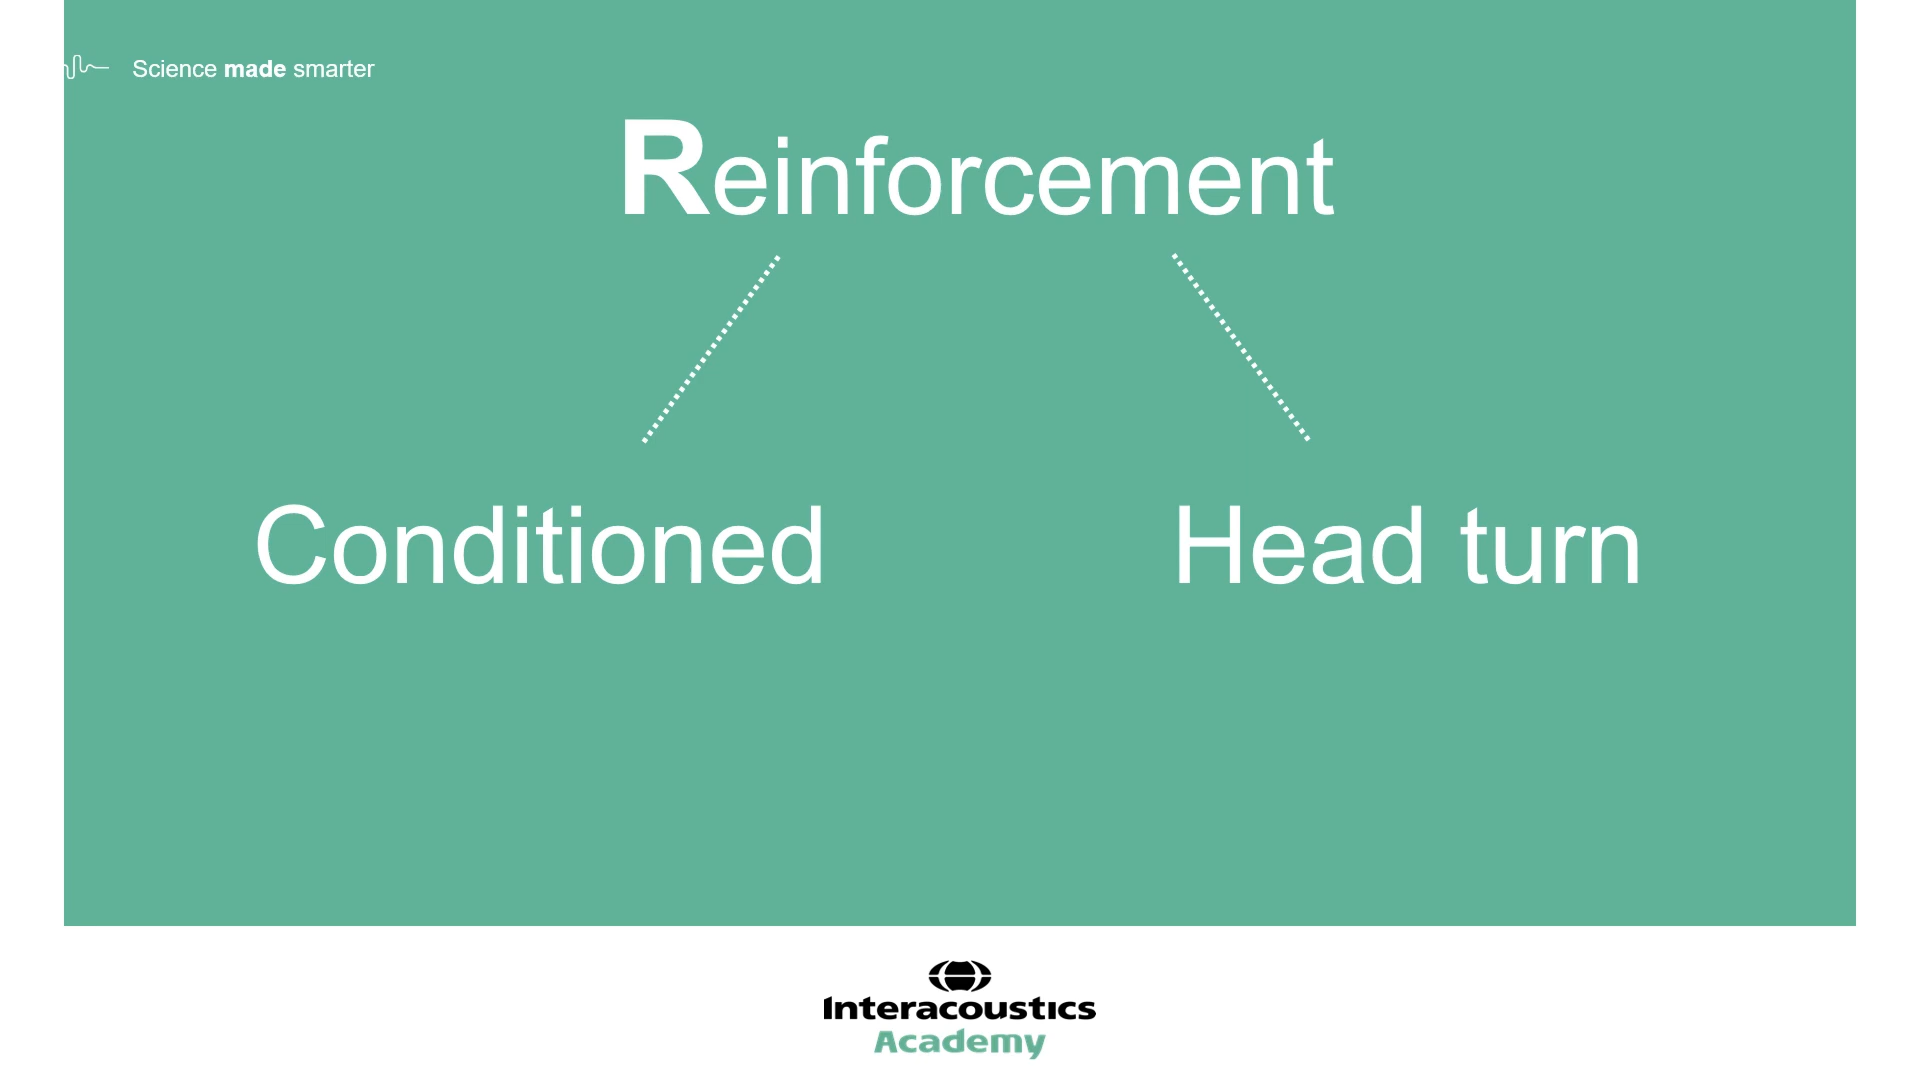 Science made smarter
Reinforcement
Conditioned
Head turn
Interacoustics
Academy